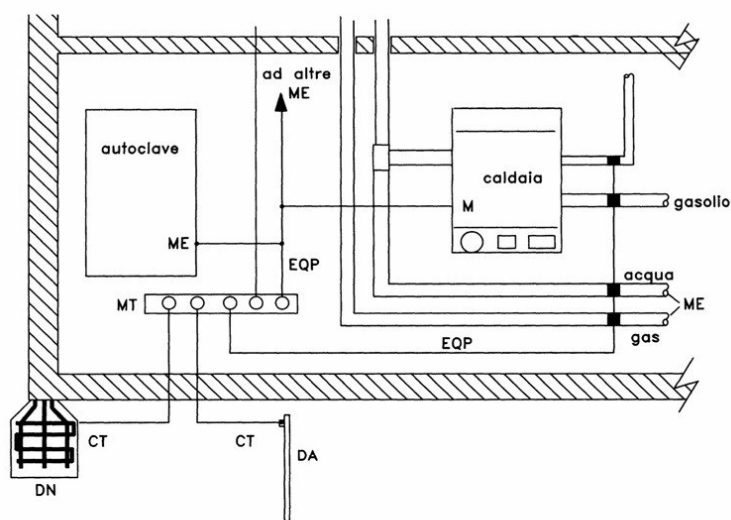 ad altre
ME
autoclave
caldaia
M
gasolio
ME
EQP
acqua
MT
ME
EQP
gas
CT
CT
DA
DN